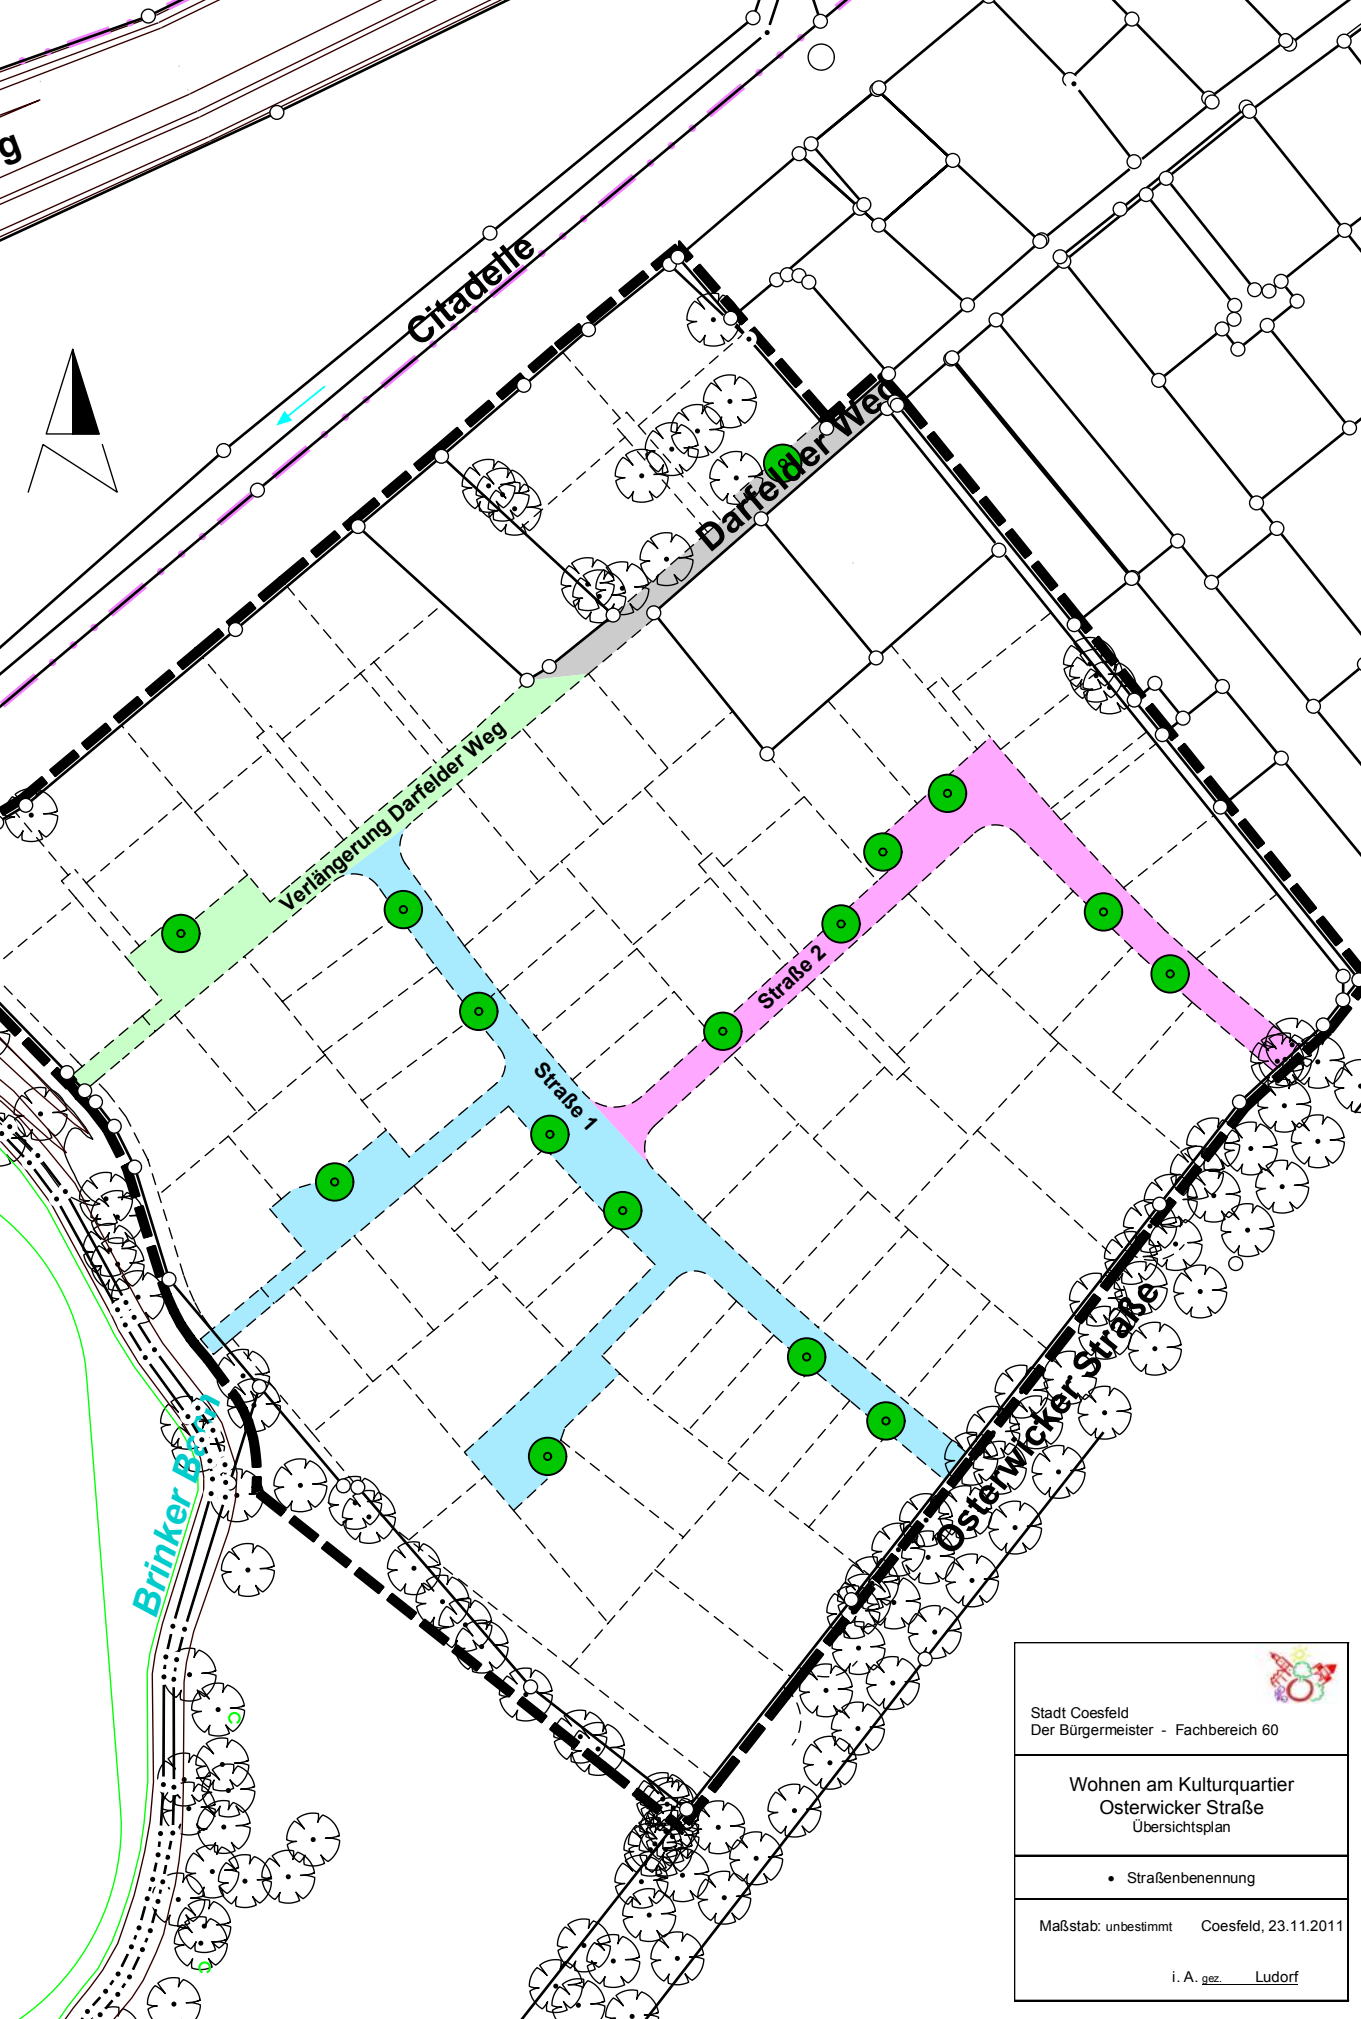 g
Citadelle
Darfelder Weg
Verlängerung Darfelder Weg
Straße 2
Straße 1
Osterwicker Straße
Brinker Bach
C
C
Stadt Coesfeld
Der Bürgermeister - Fachbereich 60
Wohnen am Kulturquartier
Osterwicker Straße
Übersichtsplan
• Straßenbenennung
Maßstab: unbestimmt Coesfeld, 23.11.2011
i. A. gez. Ludorf